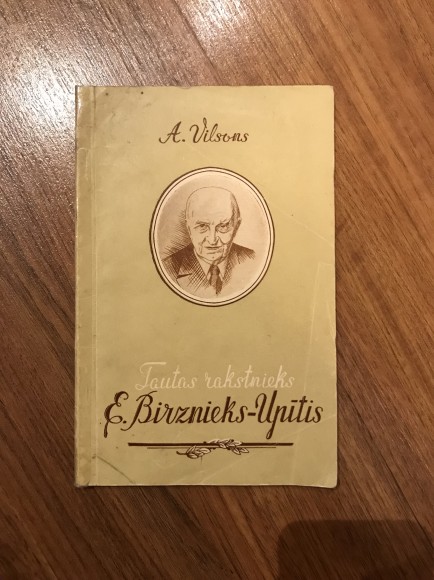 A. Vilsons
Tautas rakstnieks
E. Birznieks-Upītis